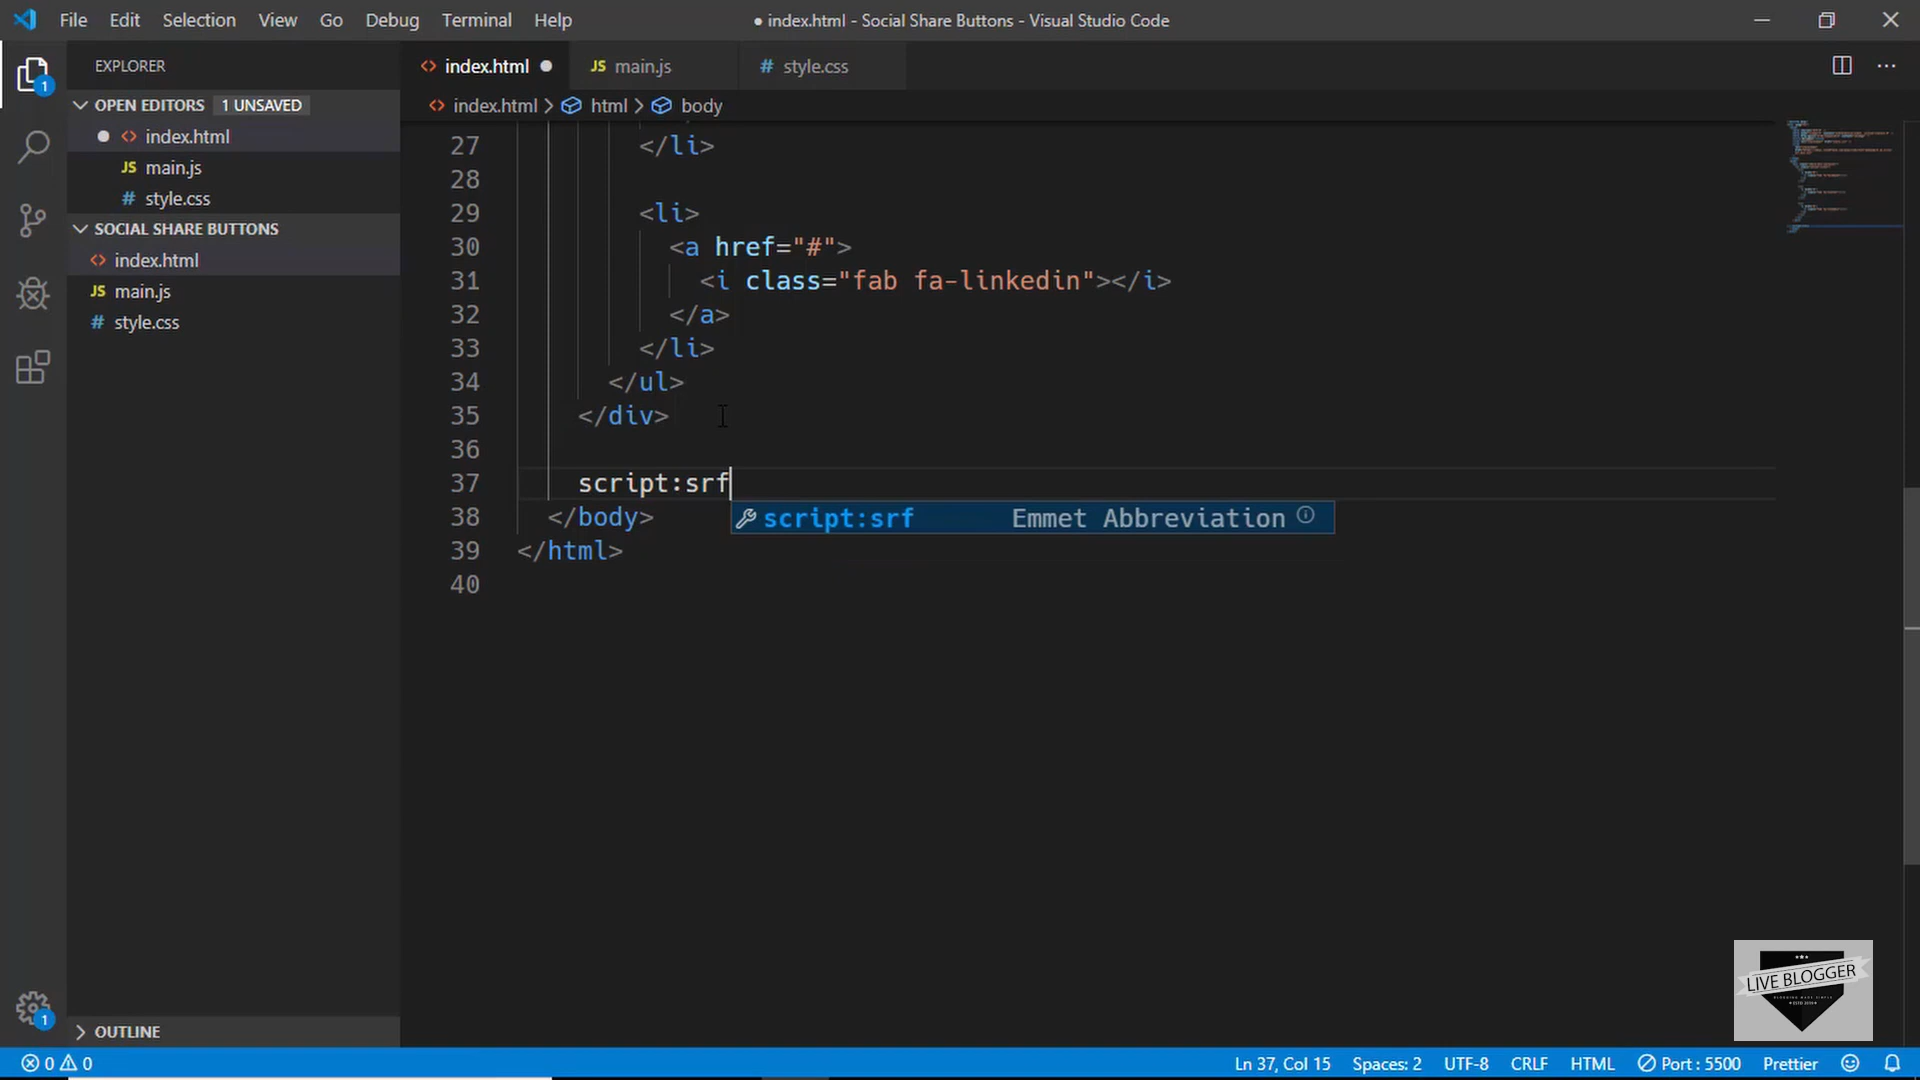 File Edit Selection View Go Debug Terminal Help
● index.html - Social Share Buttons - Visual Studio Code
EXPLORER
OPEN EDITORS 1 UNSAVED
index.html
JS main.js
# style.css
SOCIAL SHARE BUTTONS
index.html
JS main.js
# style.css
OUTLINE
1
1
index.html ● JS main.js # style.css
index.html > html > body
27 </li>
28
29 <li>
30 <a href="#">
31 <i class="fab fa-linkedin"></i>
32 </a>
33 </li>
34 </ul>
35 </div>
36
37 script:srf
script:srf Emmet Abbreviation
38 </body>
39 </html>
40
LIVE BLOGGER
0 0 Ln 37, Col 15 Spaces: 2 UTF-8 CRLF HTML Port : 5500 Prettier